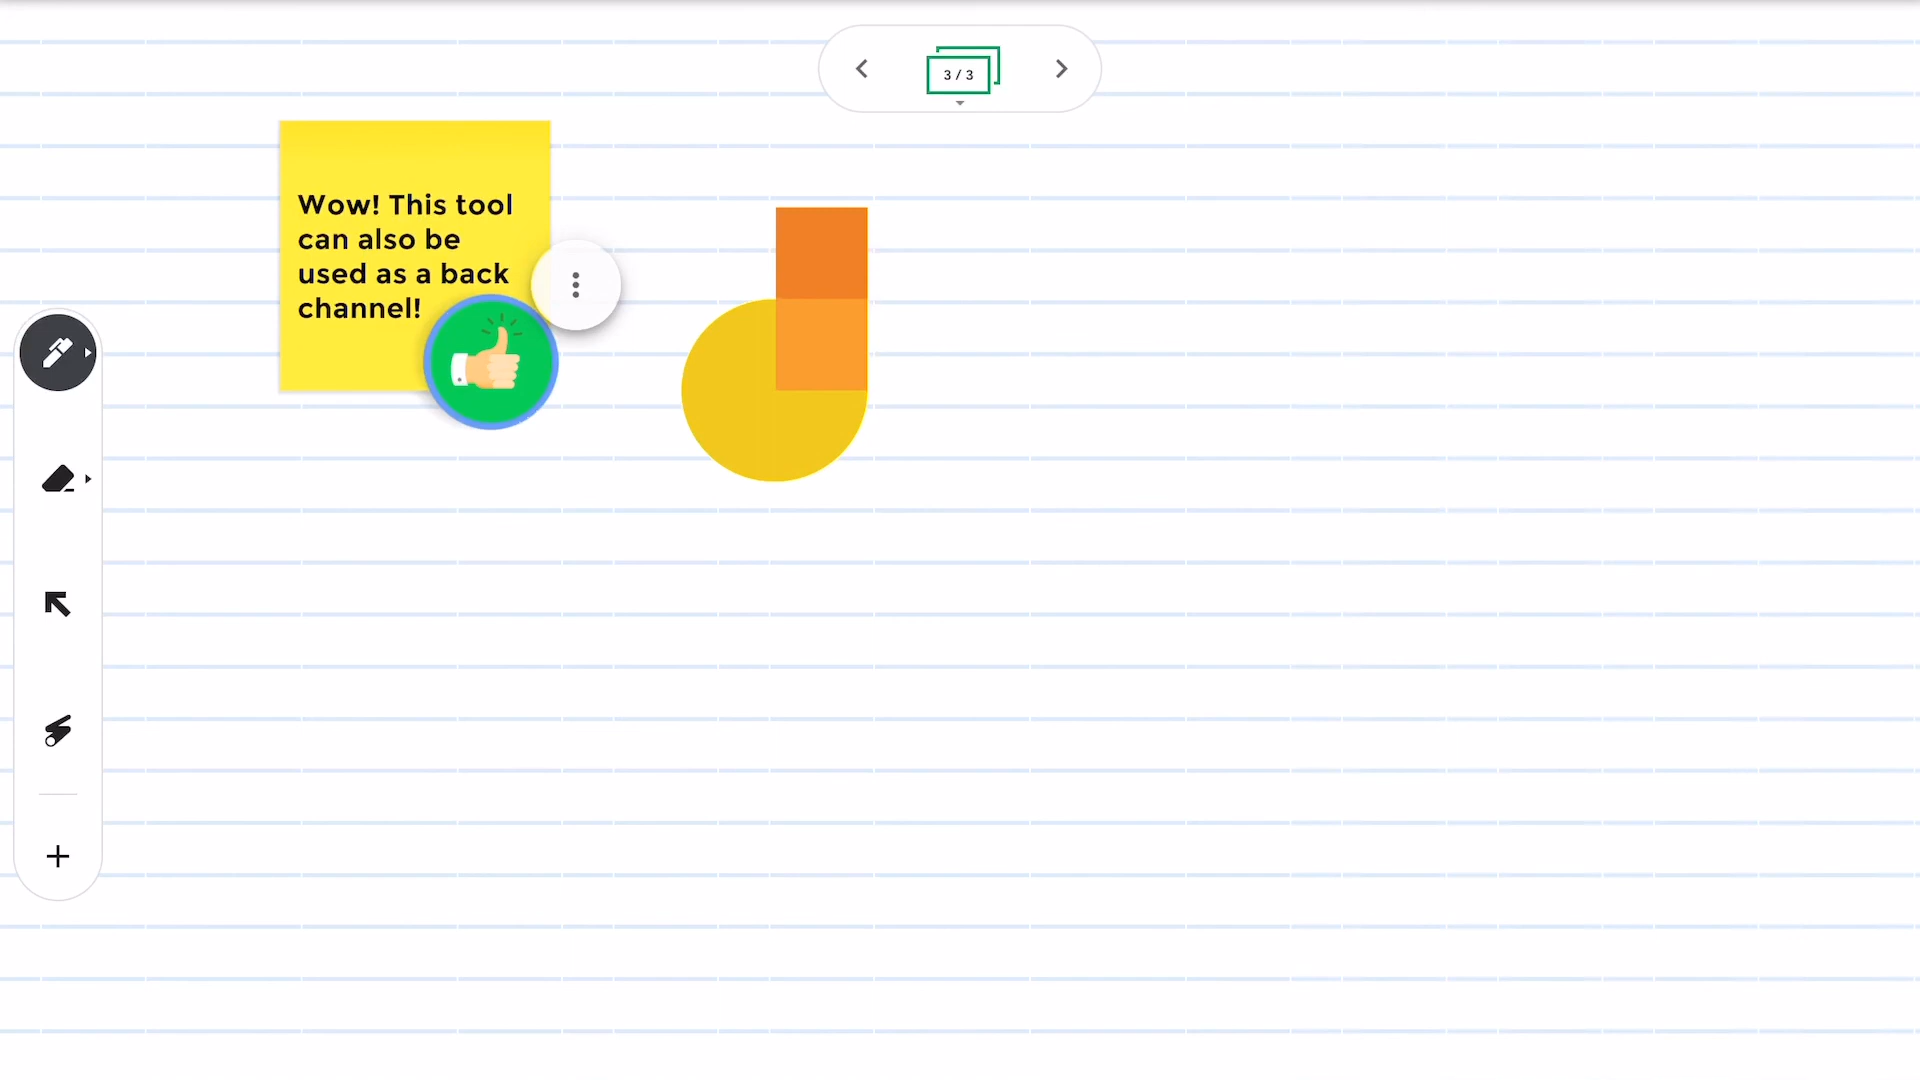 3 / 3
Wow! This tool
can also be
used as a back
channel!